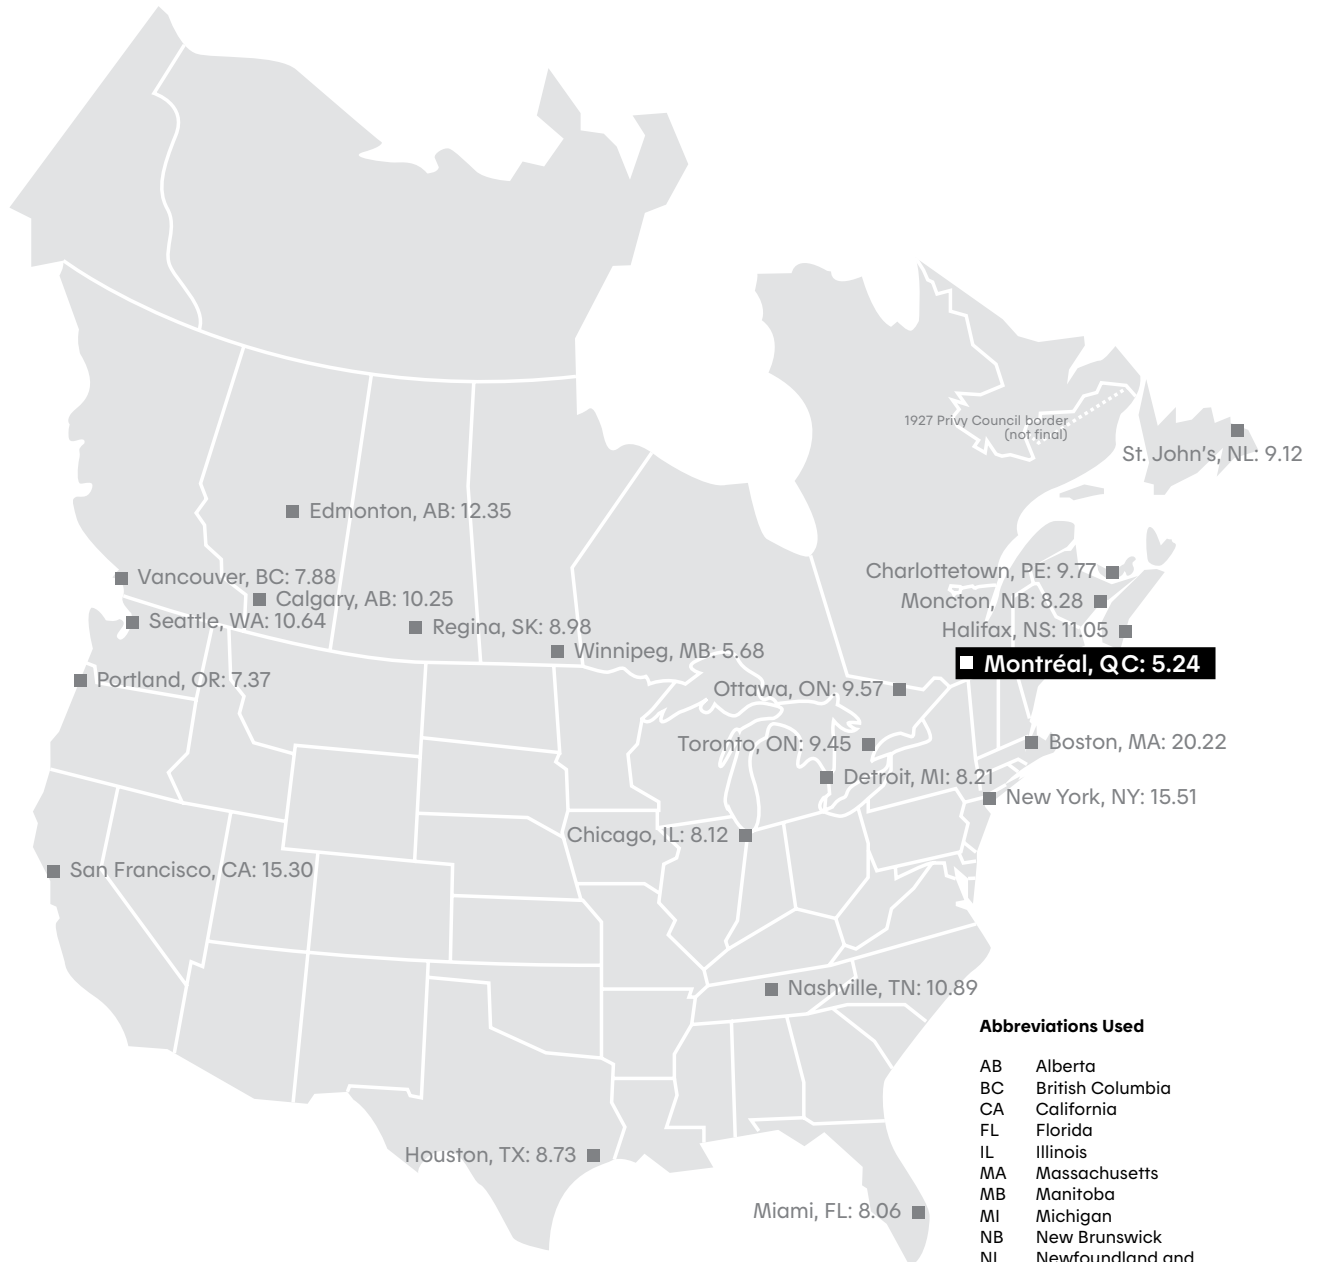 1927 Privy Council border
(not final)
St. John's, NL: 9.12
Edmonton, AB: 12.35
Vancouver, BC: 7.88
Charlottetown, PE: 9.77
Calgary, AB: 10.25
Moncton, NB: 8.28
Seattle, WA: 10.64
Regina, SK: 8.98
Halifax, NS: 11.05
Winnipeg, MB: 5.68
Montréal, QC: 5.24
Portland, OR: 7.37
Ottawa, ON: 9.57
Toronto, ON: 9.45
Boston, MA: 20.22
Detroit, MI: 8.21
New York, NY: 15.51
Chicago, IL: 8.12
San Francisco, CA: 15.30
Nashville, TN: 10.89
Houston, TX: 8.73
Miami, FL: 8.06
Abbreviations Used
AB Alberta
BC British Columbia
CA California
FL Florida
IL Illinois
MA Massachusetts
MB Manitoba
MI Michigan
NB New Brunswick
NL Newfoundland and